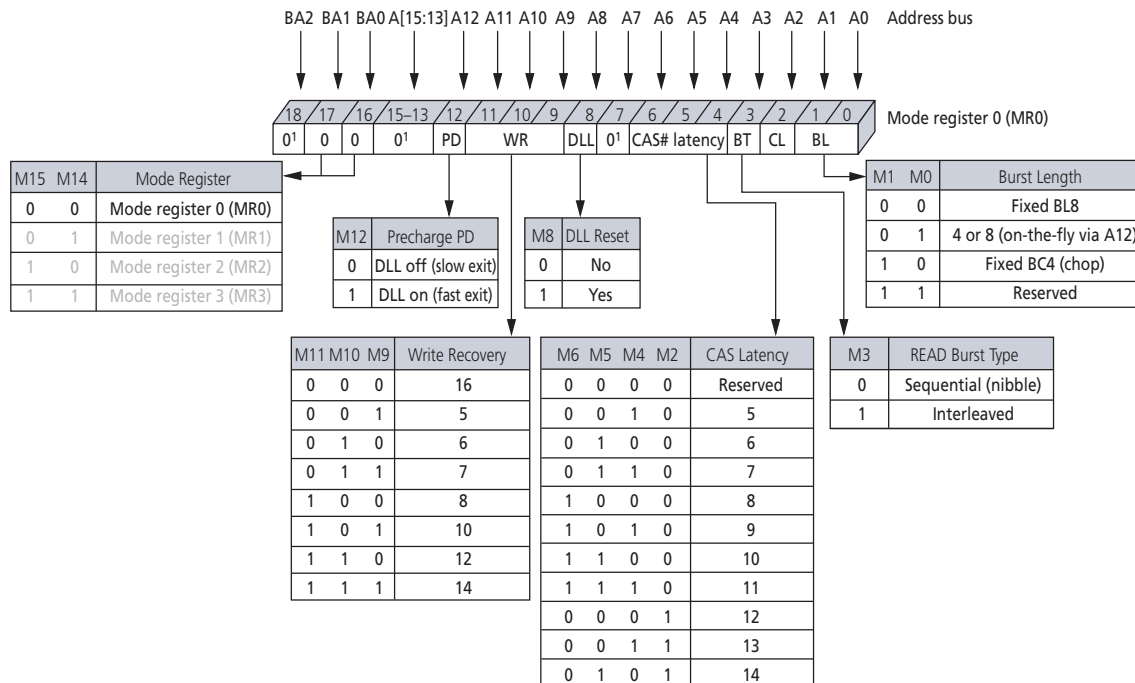 BA2 BA1 BA0 A[15:13] A12 A11 A10 A9 A8 A7 A6 A5 A4 A3 A2 A1 A0 Address bus
18 17 16 15–13 12 11 10 9 8 7 6 5 4 3 2 1 0 Mode register 0 (MR0)
0¹ 0 0 0¹ PD WR DLL 0¹ CAS# latency BT CL BL
M15 M14 Mode Register
0 0 Mode register 0 (MR0)
0 1 Mode register 1 (MR1)
1 0 Mode register 2 (MR2)
1 1 Mode register 3 (MR3)
M12 Precharge PD
0 DLL off (slow exit)
1 DLL on (fast exit)
M8 DLL Reset
0 No
1 Yes
M1 M0 Burst Length
0 0 Fixed BL8
0 1 4 or 8 (on-the-fly via A12)
1 0 Fixed BC4 (chop)
1 1 Reserved
M11 M10 M9 Write Recovery
0 0 0 16
0 0 1 5
0 1 0 6
0 1 1 7
1 0 0 8
1 0 1 10
1 1 0 12
1 1 1 14
M6 M5 M4 M2 CAS Latency
0 0 0 0 Reserved
0 0 1 0 5
0 1 0 0 6
0 1 1 0 7
1 0 0 0 8
1 0 1 0 9
1 1 0 0 10
1 1 1 0 11
0 0 0 1 12
0 0 1 1 13
0 1 0 1 14
M3 READ Burst Type
0 Sequential (nibble)
1 Interleaved